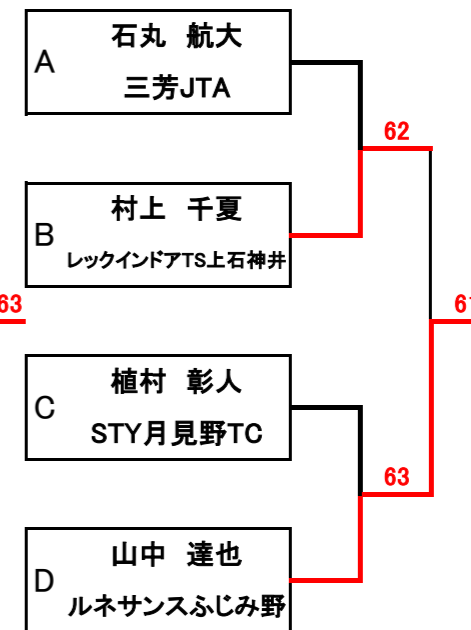 A
石丸 航大
三芳JTA
62
B
村上 千夏
レックインドアTS上石神井
63
C
植村 彰人
STY月見野TC
63
D
山中 達也
ルネサンスふじみ野